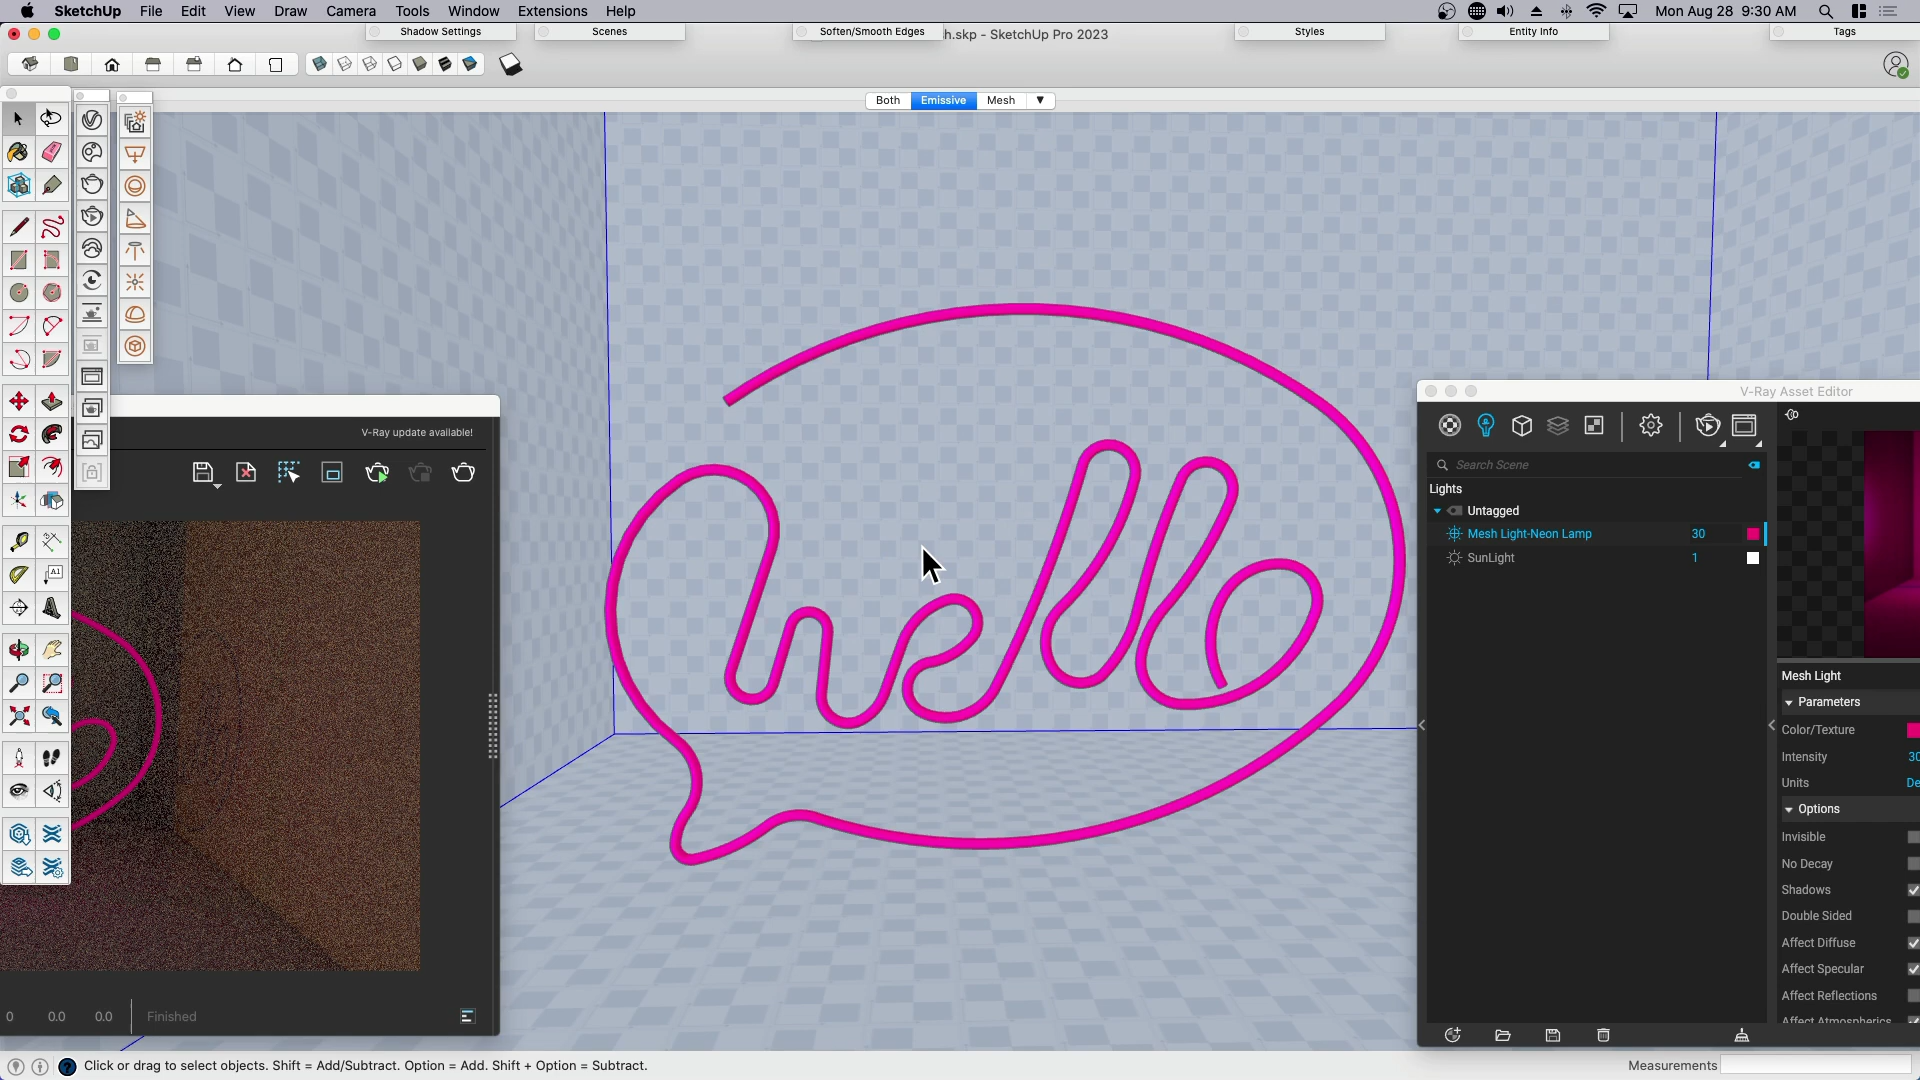 SketchUp File Edit View Draw Camera Tools Window Extensions Help Mon Aug 28 9:30 AM
Shadow Settings Scenes Soften/Smooth Edges h.skp - SketchUp Pro 2023 Styles Entity Info Tags
Both Emissive Mesh
V-Ray update available!
0 0.0 0.0 Finished
hello
V-Ray Asset Editor
Search Scene
Lights
Untagged
Mesh Light-Neon Lamp 30
SunLight 1
Mesh Light
Parameters
Color/Texture
Intensity 30
Units De
Options
Invisible
No Decay
Shadows
Double Sided
Affect Diffuse
Affect Specular
Affect Reflections
Affect Atmospherics
Click or drag to select objects. Shift = Add/Subtract. Option = Add. Shift + Option = Subtract.
Measurements